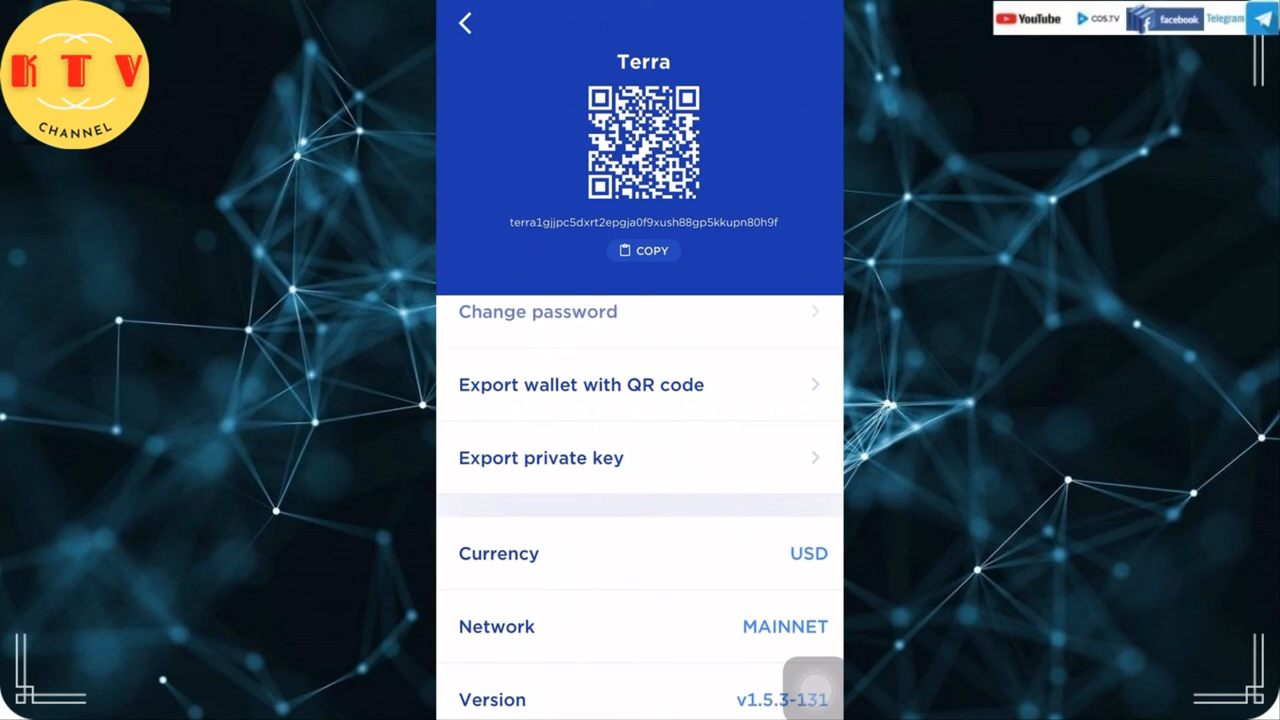 K T V
CHANNEL
YouTube
COS.TV
facebook
Telegram
Terra
terra1gjjpc5dxrt2epgja0f9xush88gp5kkupn80h9f
COPY
Change password
Export wallet with QR code
Export private key
Currency USD
Network MAINNET
Version v1.5.3-131